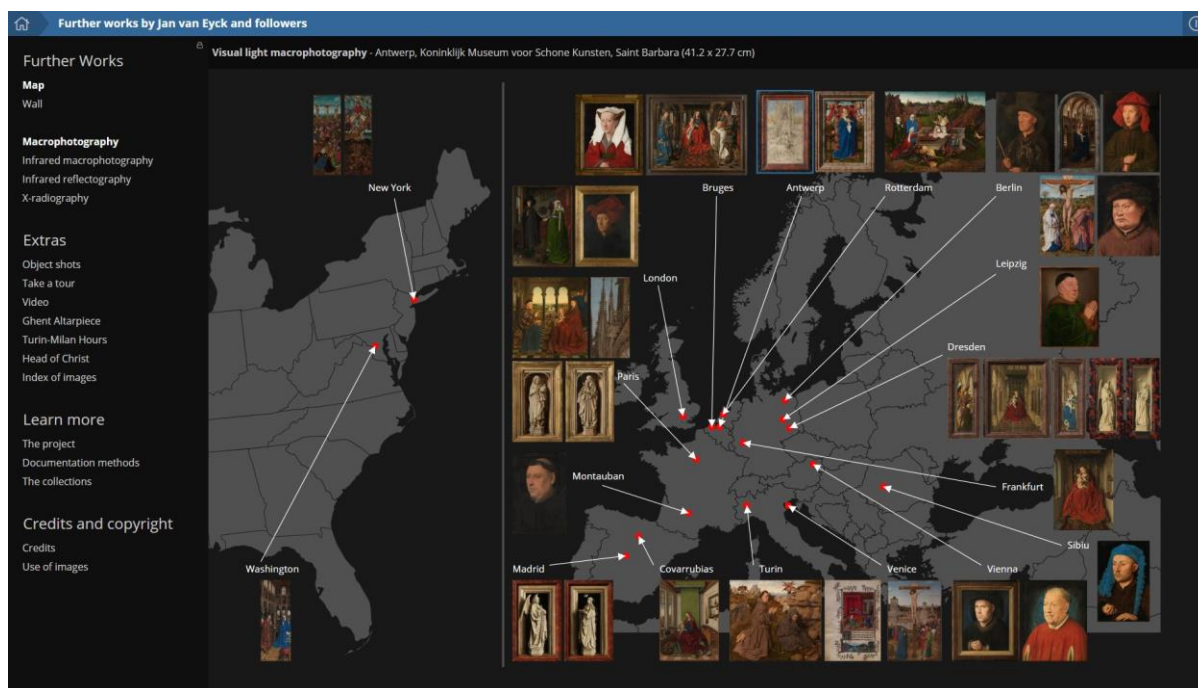 Further works by Jan van Eyck and followers
Further Works
Map
Wall
Macrophotography
Infrared macrophotography
Infrared reflectography
X-radiography
Extras
Object shots
Take a tour
Video
Ghent Altarpiece
Turin-Milan Hours
Head of Christ
Index of images
Learn more
The project
Documentation methods
The collections
Credits and copyright
Credits
Use of images
Visual light macrophotography - Antwerp, Koninklijk Museum voor Schone Kunsten, Saint Barbara (41.2 x 27.7 cm)
New York
Washington
Bruges
Antwerp
Rotterdam
Berlin
London
Leipzig
Dresden
Paris
Montauban
Frankfurt
Sibiu
Madrid
Covarrubias
Turin
Venice
Vienna